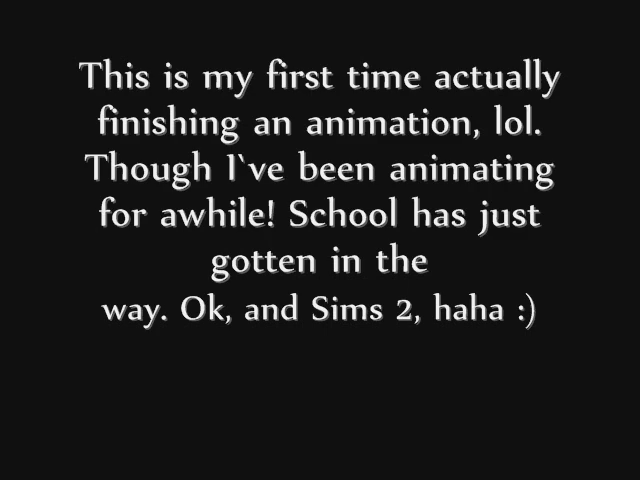 This is my first time actually
finishing an animation, lol.
Though I`ve been animating
for awhile! School has just
gotten in the
way. Ok, and Sims 2, haha :)